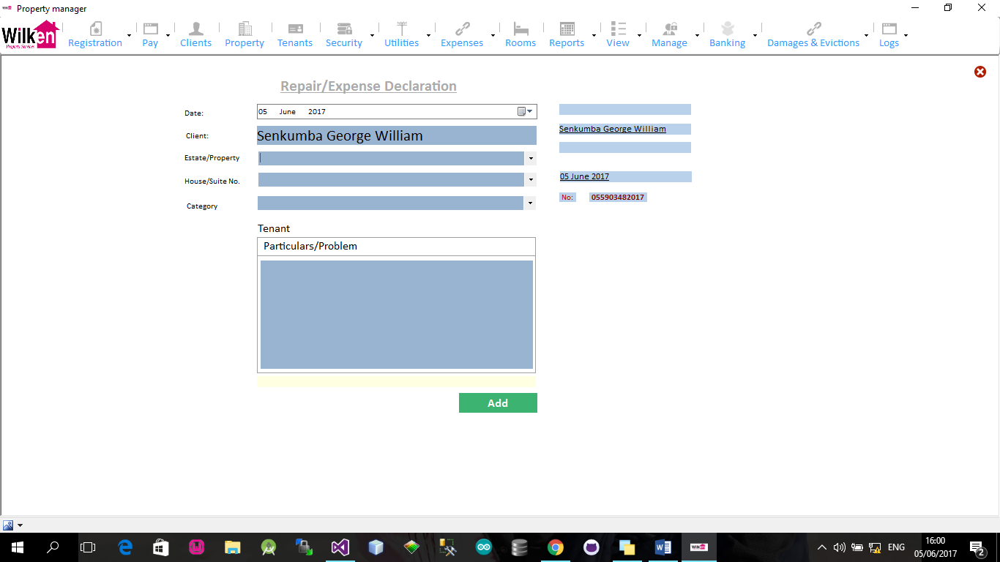 Property manager
Wilken
Property Services
Registration Pay Clients Property Tenants Security Utilities Expenses Rooms Reports View Manage Banking Damages & Evictions Logs
Repair/Expense Declaration
Date: 05 June 2017
Client: Senkumba George William
Senkumba George William
Estate/Property
House/Suite No.
05 June 2017
Category
No: 055903482017
Tenant
Particulars/Problem
Add
ENG
16:00
05/06/2017
2